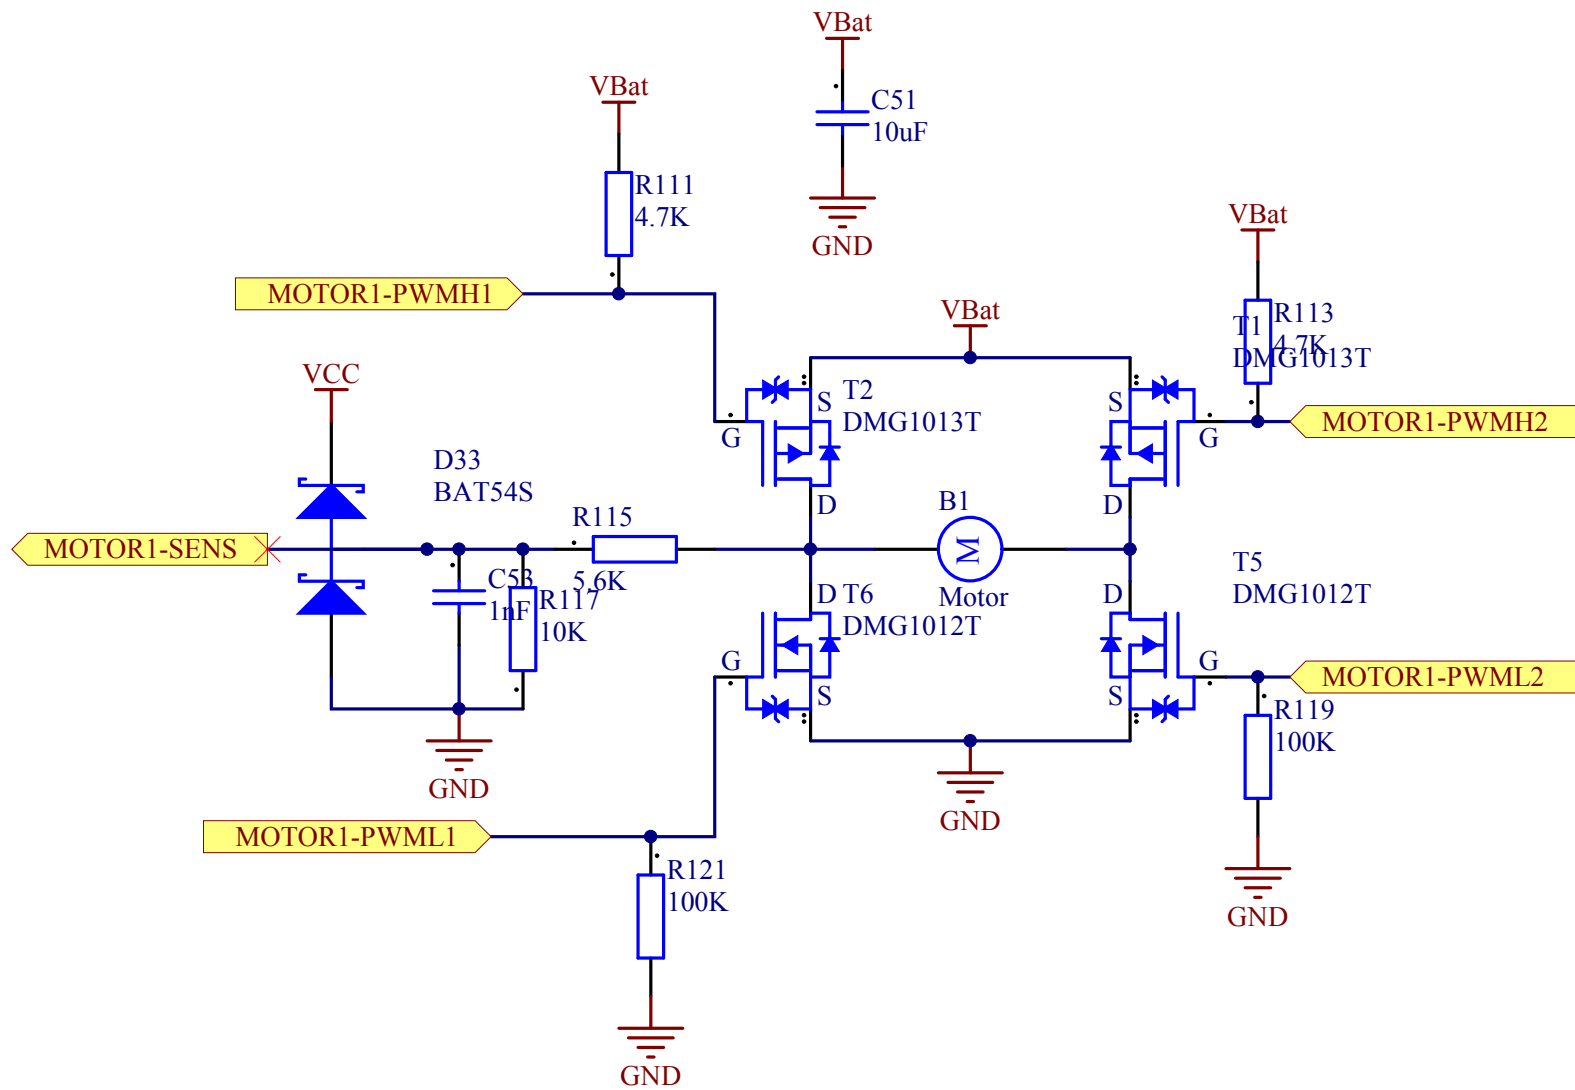 VBat
C51
10uF
GND
VBat
R111
4.7K
MOTOR1-PWMH1
VBat
R113
4.7K
T1
DMG1013T
MOTOR1-PWMH2
VBat
S
T2
DMG1013T
G
D
S
G
D
VCC
D33
BAT54S
MOTOR1-SENS
R115
5.6K
C53
1nF
R117
10K
GND
B1
M
Motor
D
T6
DMG1012T
G
S
D
T5
DMG1012T
G
S
MOTOR1-PWML2
R119
100K
GND
GND
MOTOR1-PWML1
R121
100K
GND